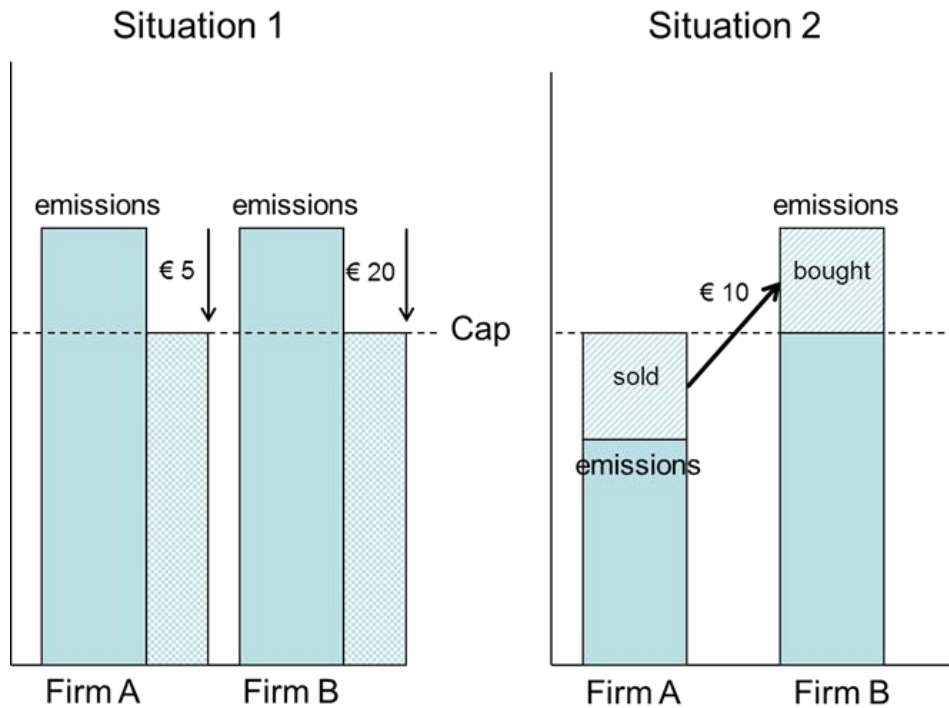 Situation 1
Situation 2
emissions
emissions
€ 5
€ 20
Cap
Firm A
Firm B
emissions
bought
€ 10
sold
emissions
Firm A
Firm B